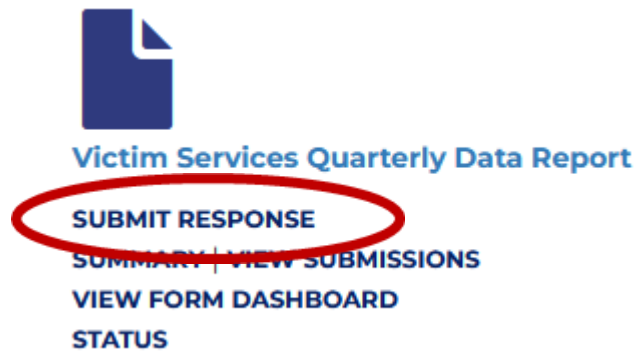 Victim Services Quarterly Data Report
SUBMIT RESPONSE
SUMMARY | VIEW SUBMISSIONS
VIEW FORM DASHBOARD
STATUS